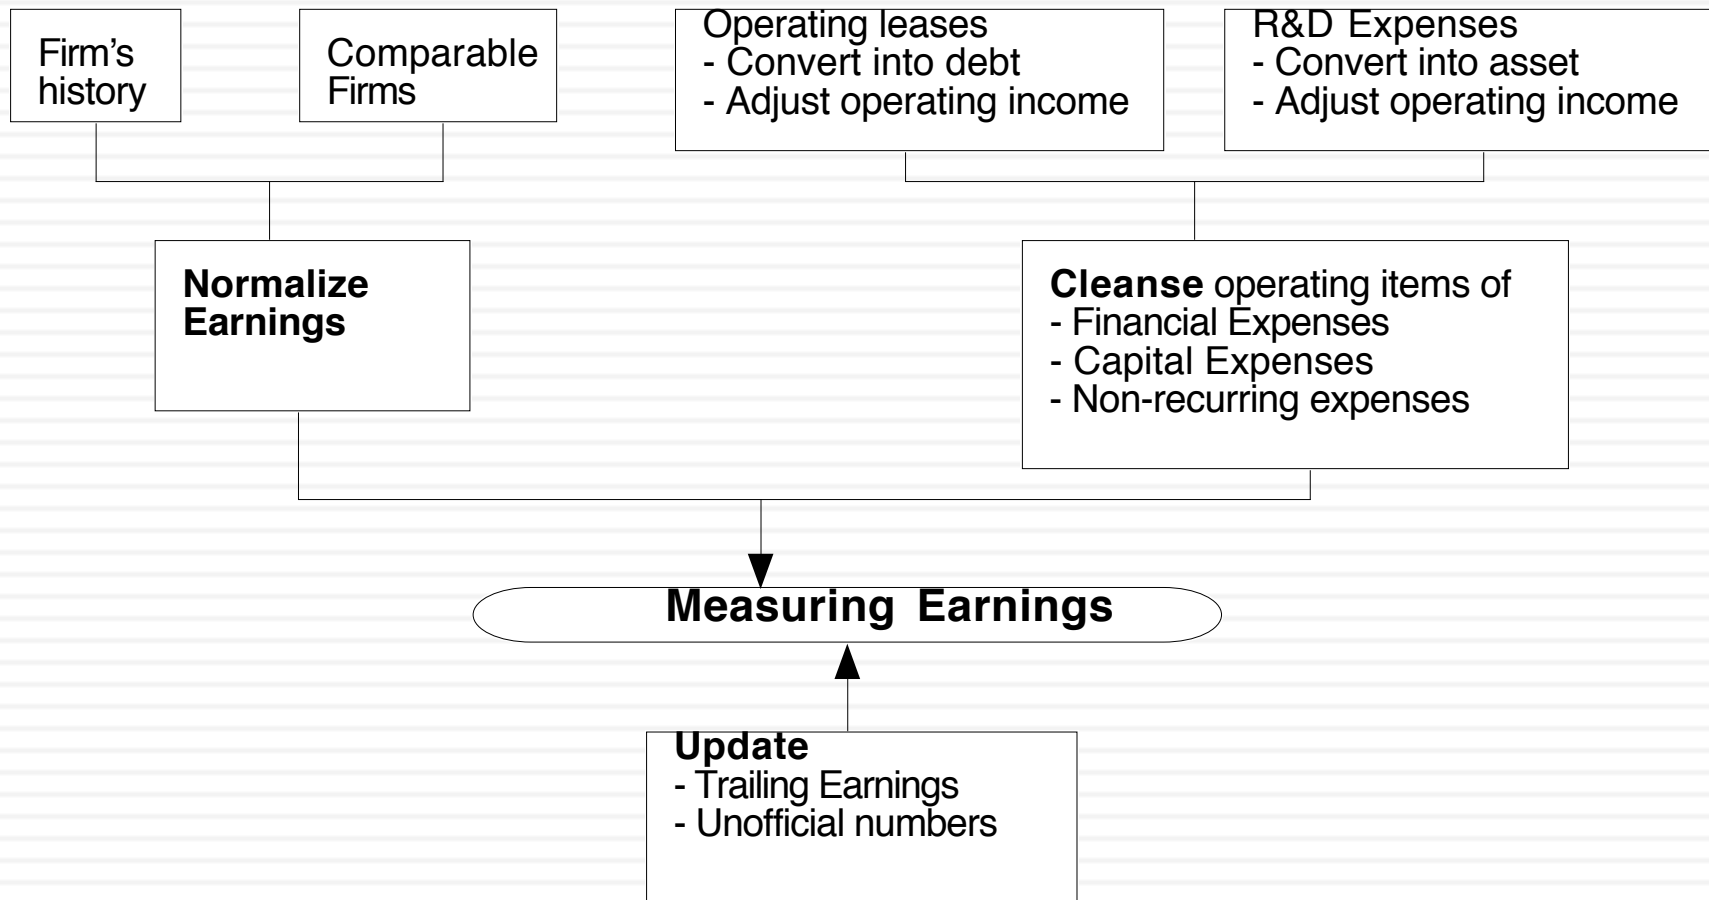 Firm’s
history
Comparable
Firms
Operating leases
- Convert into debt
- Adjust operating income
R&D Expenses
- Convert into asset
- Adjust operating income
Normalize
Earnings
Cleanse operating items of
- Financial Expenses
- Capital Expenses
- Non-recurring expenses
Measuring Earnings
Update
- Trailing Earnings
- Unofficial numbers